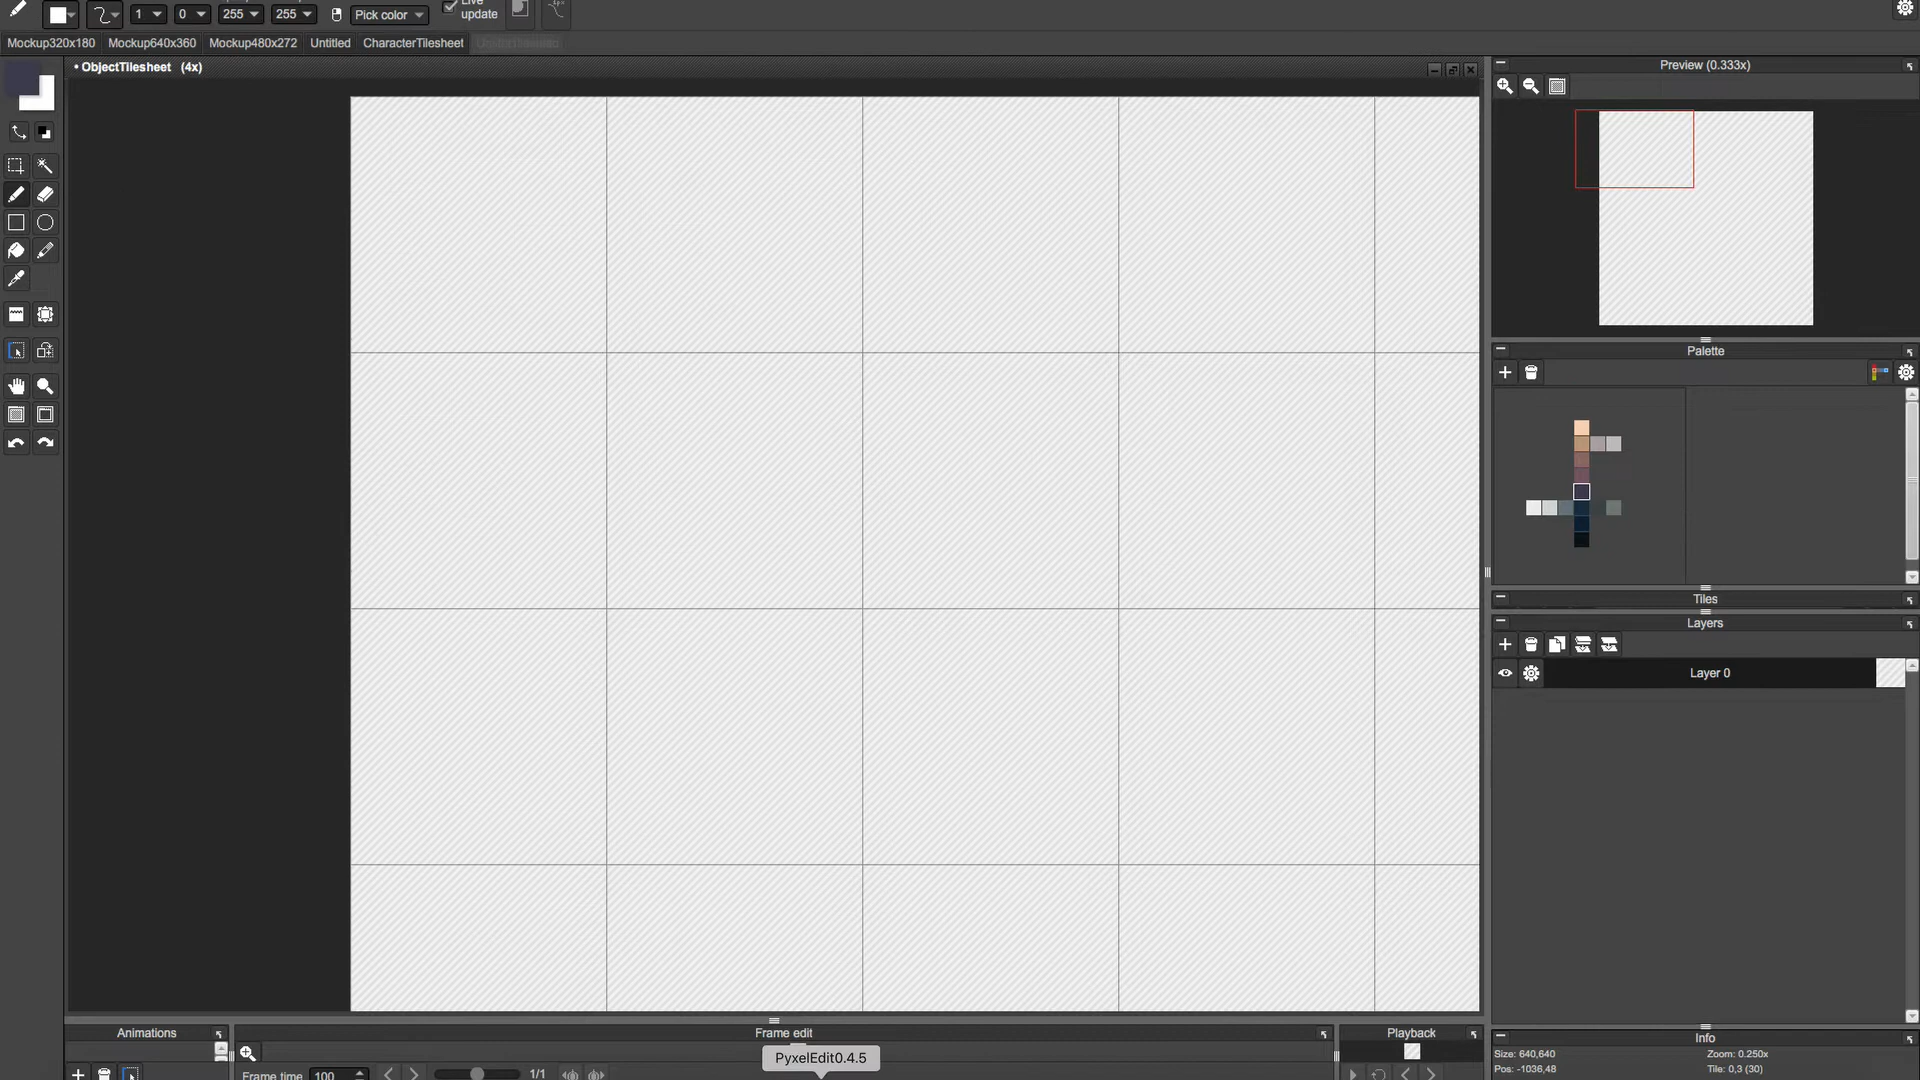 1 0 255 255 Pick color Live update
Mockup320x180 Mockup640x360 Mockup480x272 Untitled CharacterTilesheet
• ObjectTilesheet (4x)
Preview (0.333x)
Palette
Tiles
Layers
Layer 0
Animations
Frame edit
Playback
Info
PyxelEdit0.4.5
Frame time 100 1/1
Size: 640,640 Zoom: 0.250x
Pos: -1036,48 Tile: 0,3 (30)